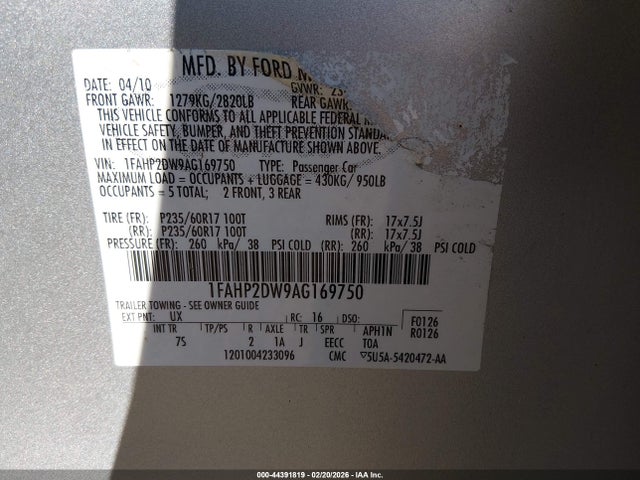 MFD. BY FORD M
DATE: 04/10 GVWR:
FRONT GAWR: 1279KG/2820LB REAR GAWR
THIS VEHICLE CONFORMS TO ALL APPLICABLE FEDERAL
VEHICLE SAFETY, BUMPER, AND THEFT PREVENTION STANDA
IN EFFECT ON THE DATE OF MANUFACTURE SHOWN ABOVE.
VIN: 1FAHP2DW9AG169750 TYPE: Passenger Car
MAXIMUM LOAD = OCCUPANTS + LUGGAGE = 430KG/ 950LB
OCCUPANTS = 5 TOTAL; 2 FRONT, 3 REAR
TIRE (FR): P235/60R17 100T RIMS (FR): 17x7.5J
(RR): P235/60R17 100T (RR): 17x7.5J
PRESSURE (FR): 260 kPa/ 38 PSI COLD (RR): 260 kPa/ 38 PSI COLD
1FAHP2DW9AG169750
TRAILER TOWING - SEE OWNER GUIDE
EXT PNT: UX RC: 16 DSO: F0126
INT TR TP/PS R AXLE TR SPR APH1N R0126
7S 2 1A J EECC TOA
1201004233096 CMC ▽5U5A-5420472-AA
000-44391819 - 02/20/2026 - IAA Inc.